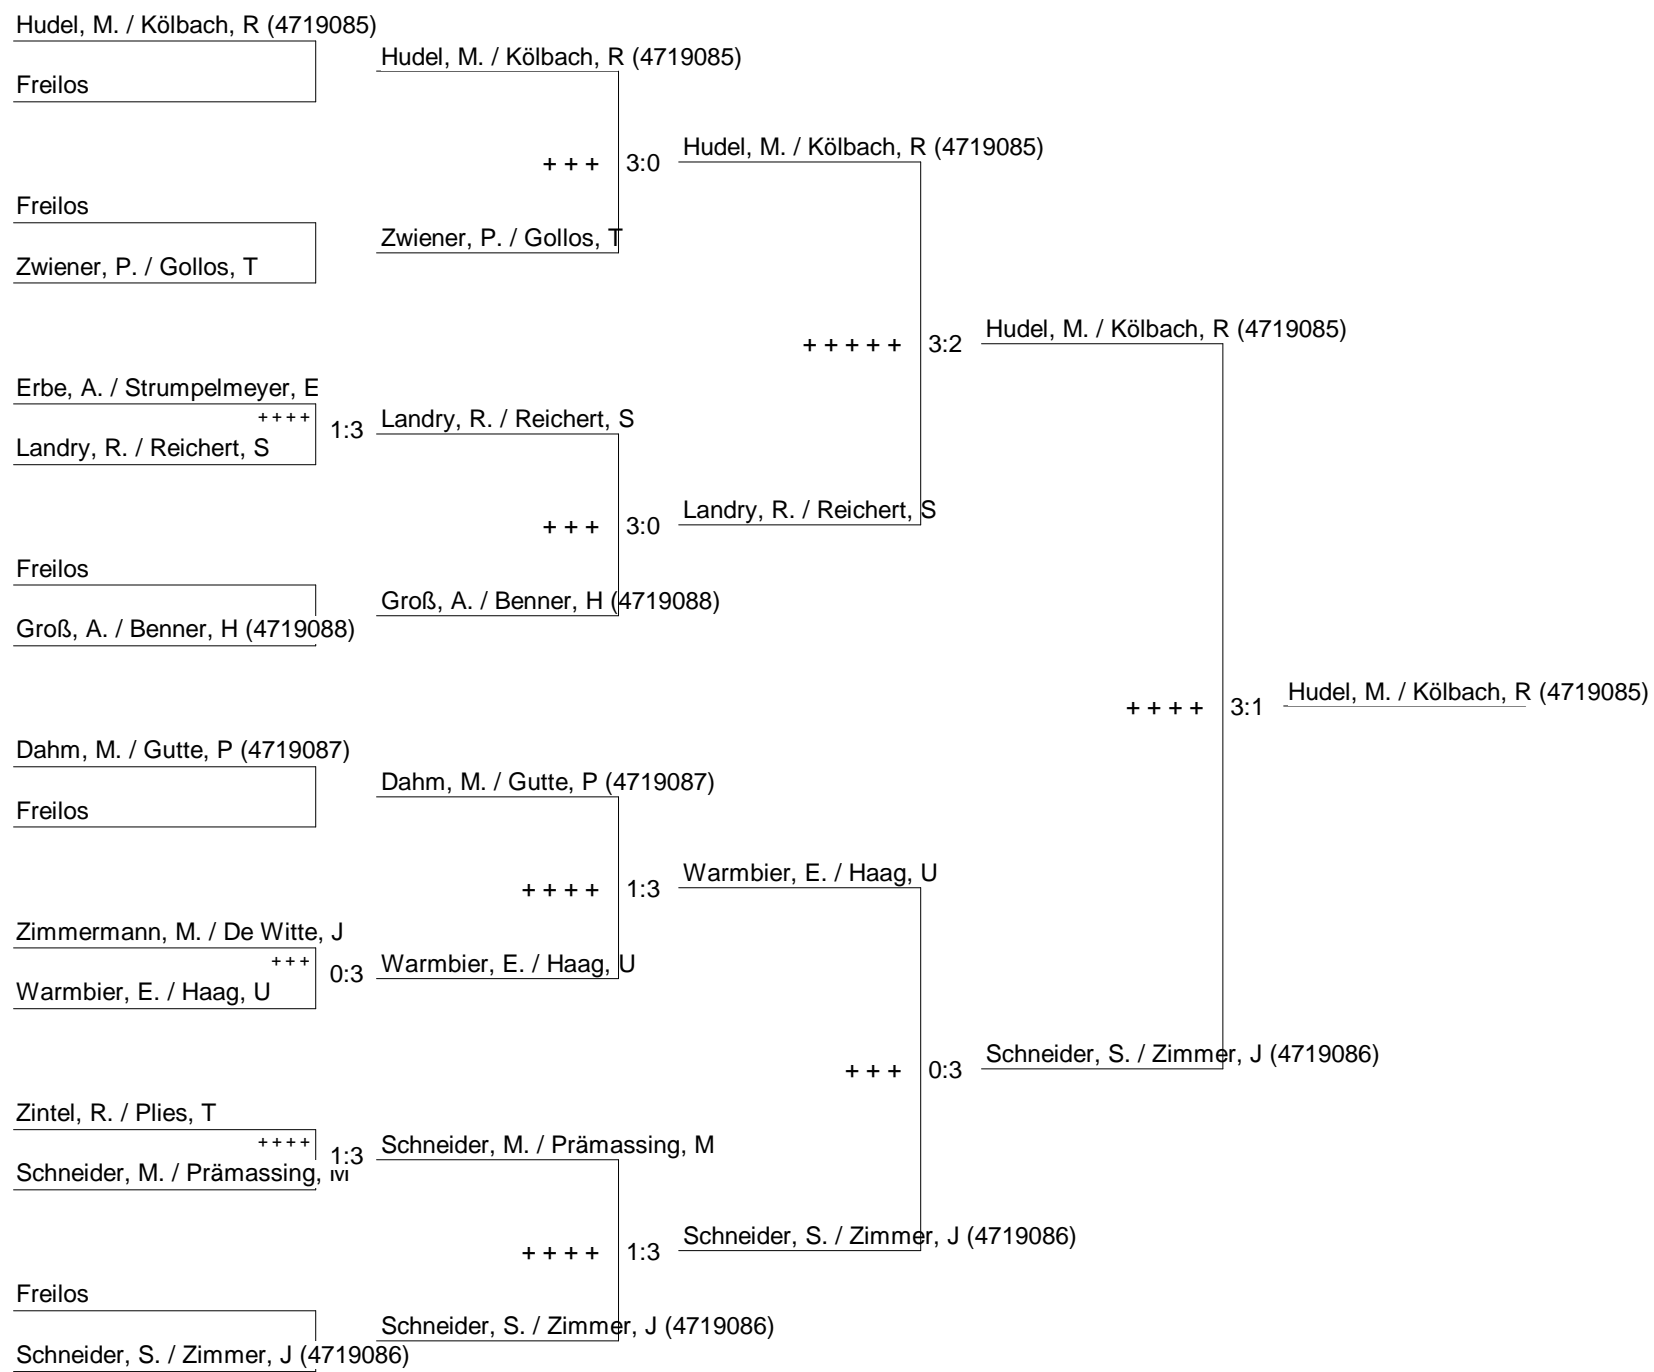 Hudel, M. / Kölbach, R (4719085)
Freilos
Freilos
Zwiener, P. / Gollos, T
Erbe, A. / Strumpelmeyer, E
++++
1:3
Landry, R. / Reichert, S
Freilos
Groß, A. / Benner, H (4719088)
Dahm, M. / Gutte, P (4719087)
Freilos
Zimmermann, M. / De Witte, J
+++
0:3
Warmbier, E. / Haag, U
Zintel, R. / Plies, T
++++
1:3
Schneider, M. / Prämassing, M
Freilos
Schneider, S. / Zimmer, J (4719086)
Hudel, M. / Kölbach, R (4719085)
+ + + 3:0
Zwiener, P. / Gollos, T
Landry, R. / Reichert, S
+ + + 3:0
Groß, A. / Benner, H (4719088)
Dahm, M. / Gutte, P (4719087)
+ + + + 1:3
Warmbier, E. / Haag, U
Schneider, M. / Prämassing, M
+ + + + 1:3
Schneider, S. / Zimmer, J (4719086)
Hudel, M. / Kölbach, R (4719085)
+ + + + + 3:2
Landry, R. / Reichert, S
Warmbier, E. / Haag, U
+ + + 0:3
Schneider, S. / Zimmer, J (4719086)
Hudel, M. / Kölbach, R (4719085)
+ + + + 3:1
Schneider, S. / Zimmer, J (4719086)
Hudel, M. / Kölbach, R (4719085)